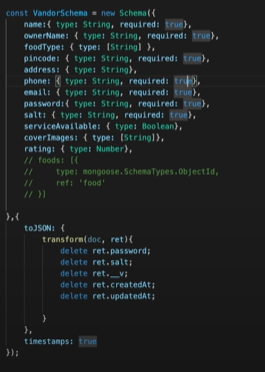 const VandorSchema = new Schema({
name:{ type: String, required: true},
ownerName: { type: String, required: true},
foodType: { type: [String] },
pincode: { type: String, required: true},
address: { type: String},
phone: { type: String, required: true},
email: { type: String, required: true},
password:{ type: String, required: true},
salt: { type: String, required: true},
serviceAvailable: { type: Boolean},
coverImages: { type: [String]},
rating: { type: Number},
// foods: [{
// type: mongoose.SchemaTypes.ObjectId,
// ref: 'food'
// }]
},{
toJSON: {
transform(doc, ret){
delete ret.password;
delete ret.salt;
delete ret.__v;
delete ret.createdAt;
delete ret.updatedAt;
}
},
timestamps: true
});